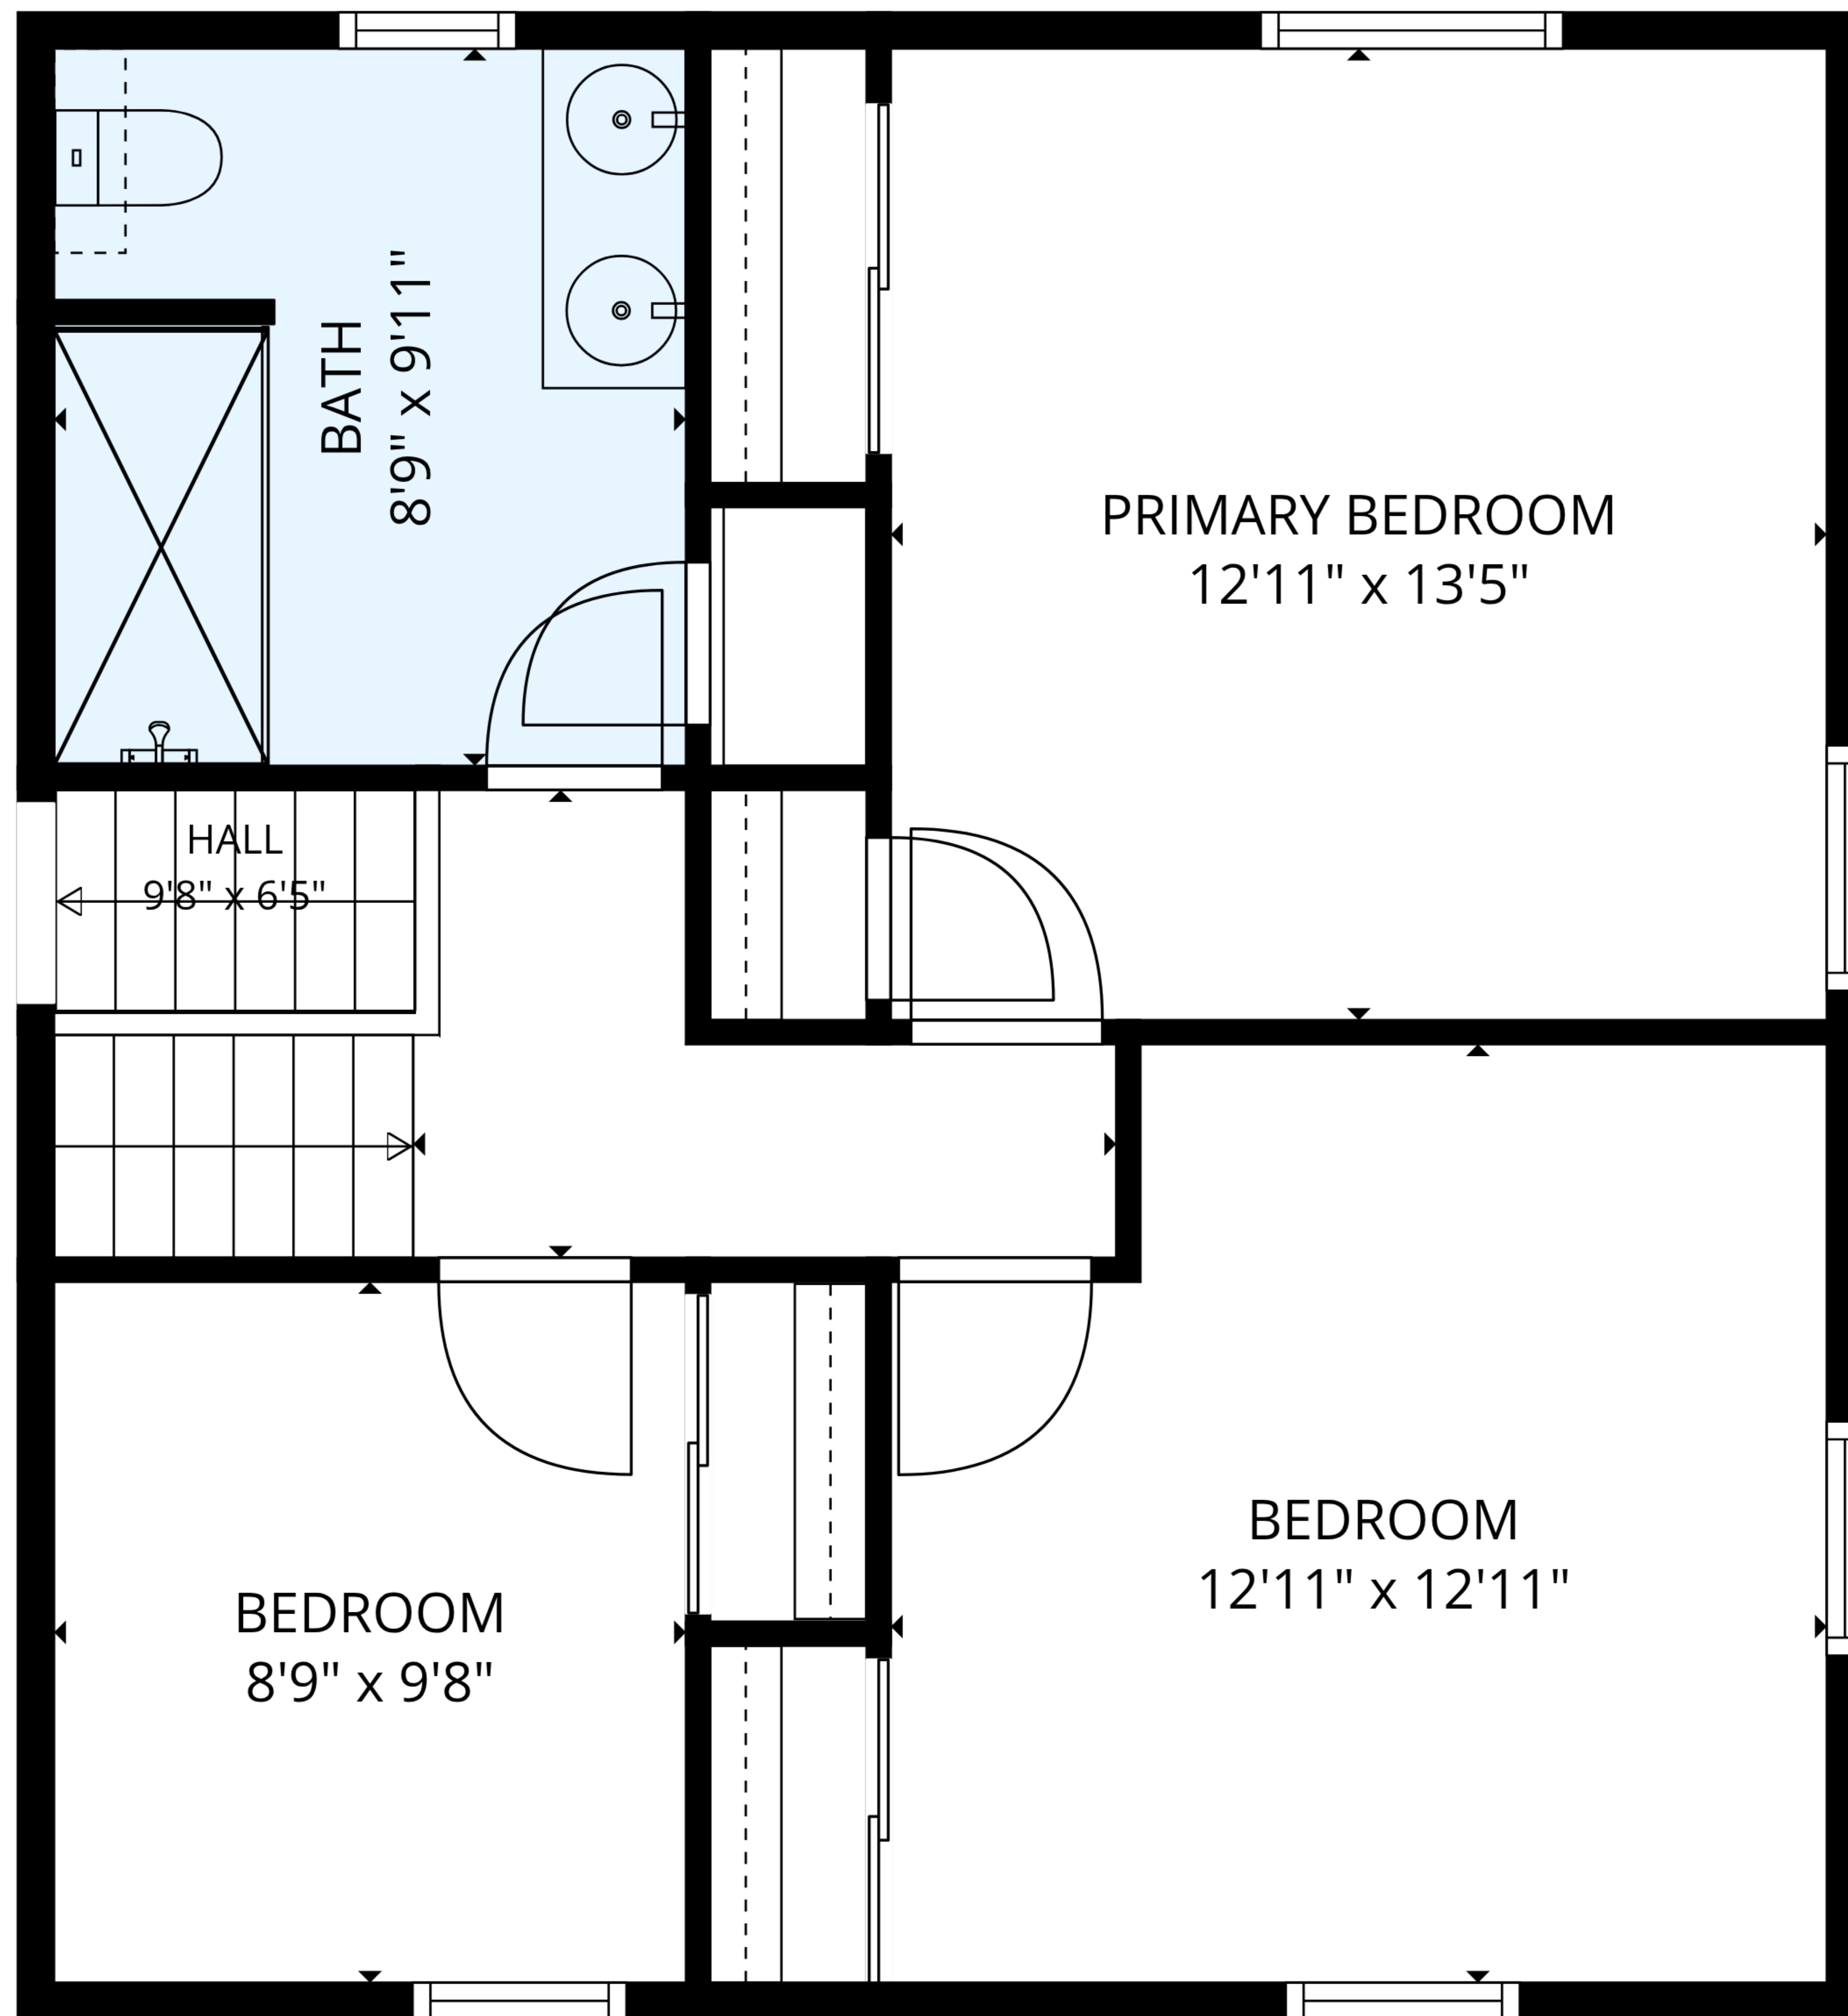 BATH
8'9" x 9'11"
PRIMARY BEDROOM
12'11" x 13'5"
HALL
9'8" x 6'5"
BEDROOM
12'11" x 12'11"
BEDROOM
8'9" x 9'8"